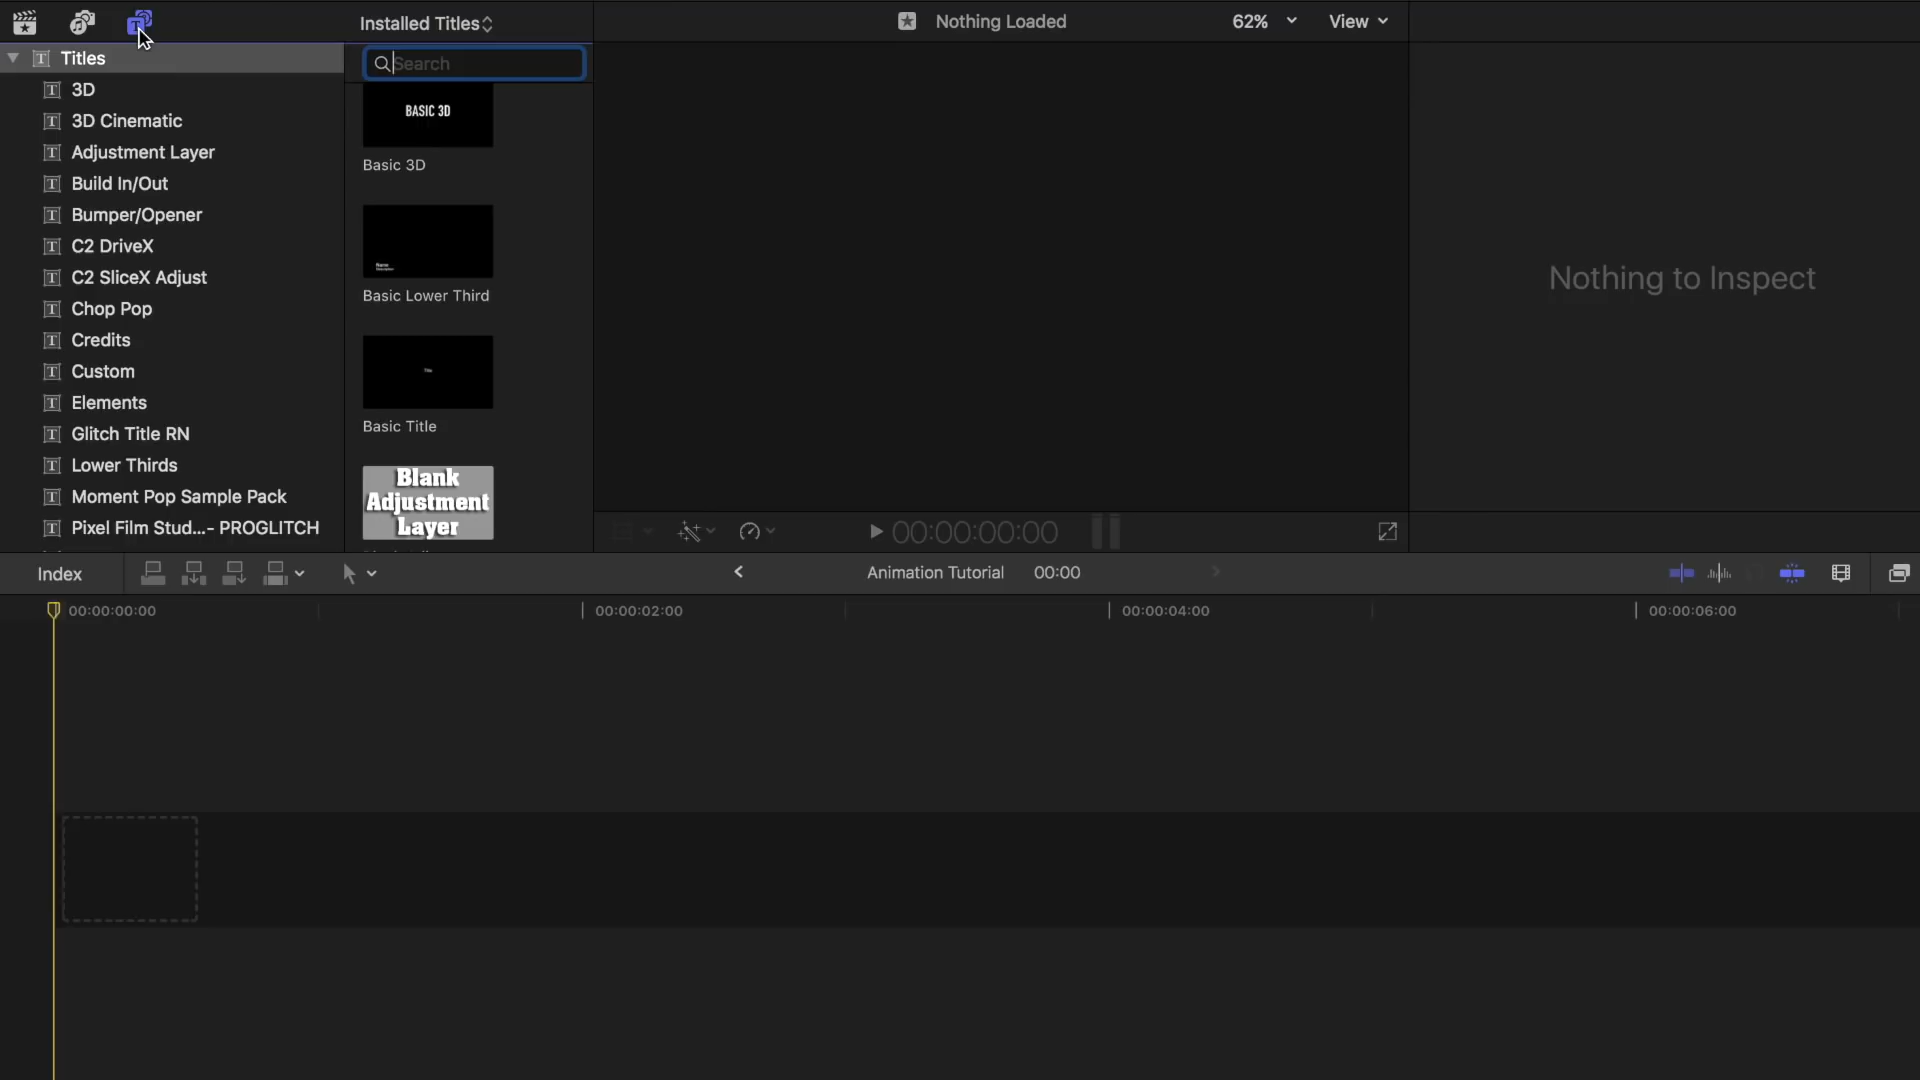 Installed Titles
Nothing Loaded
62%
View
Titles
Search
3D
3D Cinematic
Adjustment Layer
Build In/Out
Bumper/Opener
C2 DriveX
C2 SliceX Adjust
Chop Pop
Credits
Custom
Elements
Glitch Title RN
Lower Thirds
Moment Pop Sample Pack
Pixel Film Stud...- PROGLITCH
BASIC 3D
Basic 3D
Name
Description
Basic Lower Third
Title
Basic Title
Blank
Adjustment
Layer
Nothing to Inspect
00:00:00:00
Index
Animation Tutorial
00:00
00:00:00:00
00:00:02:00
00:00:04:00
00:00:06:00